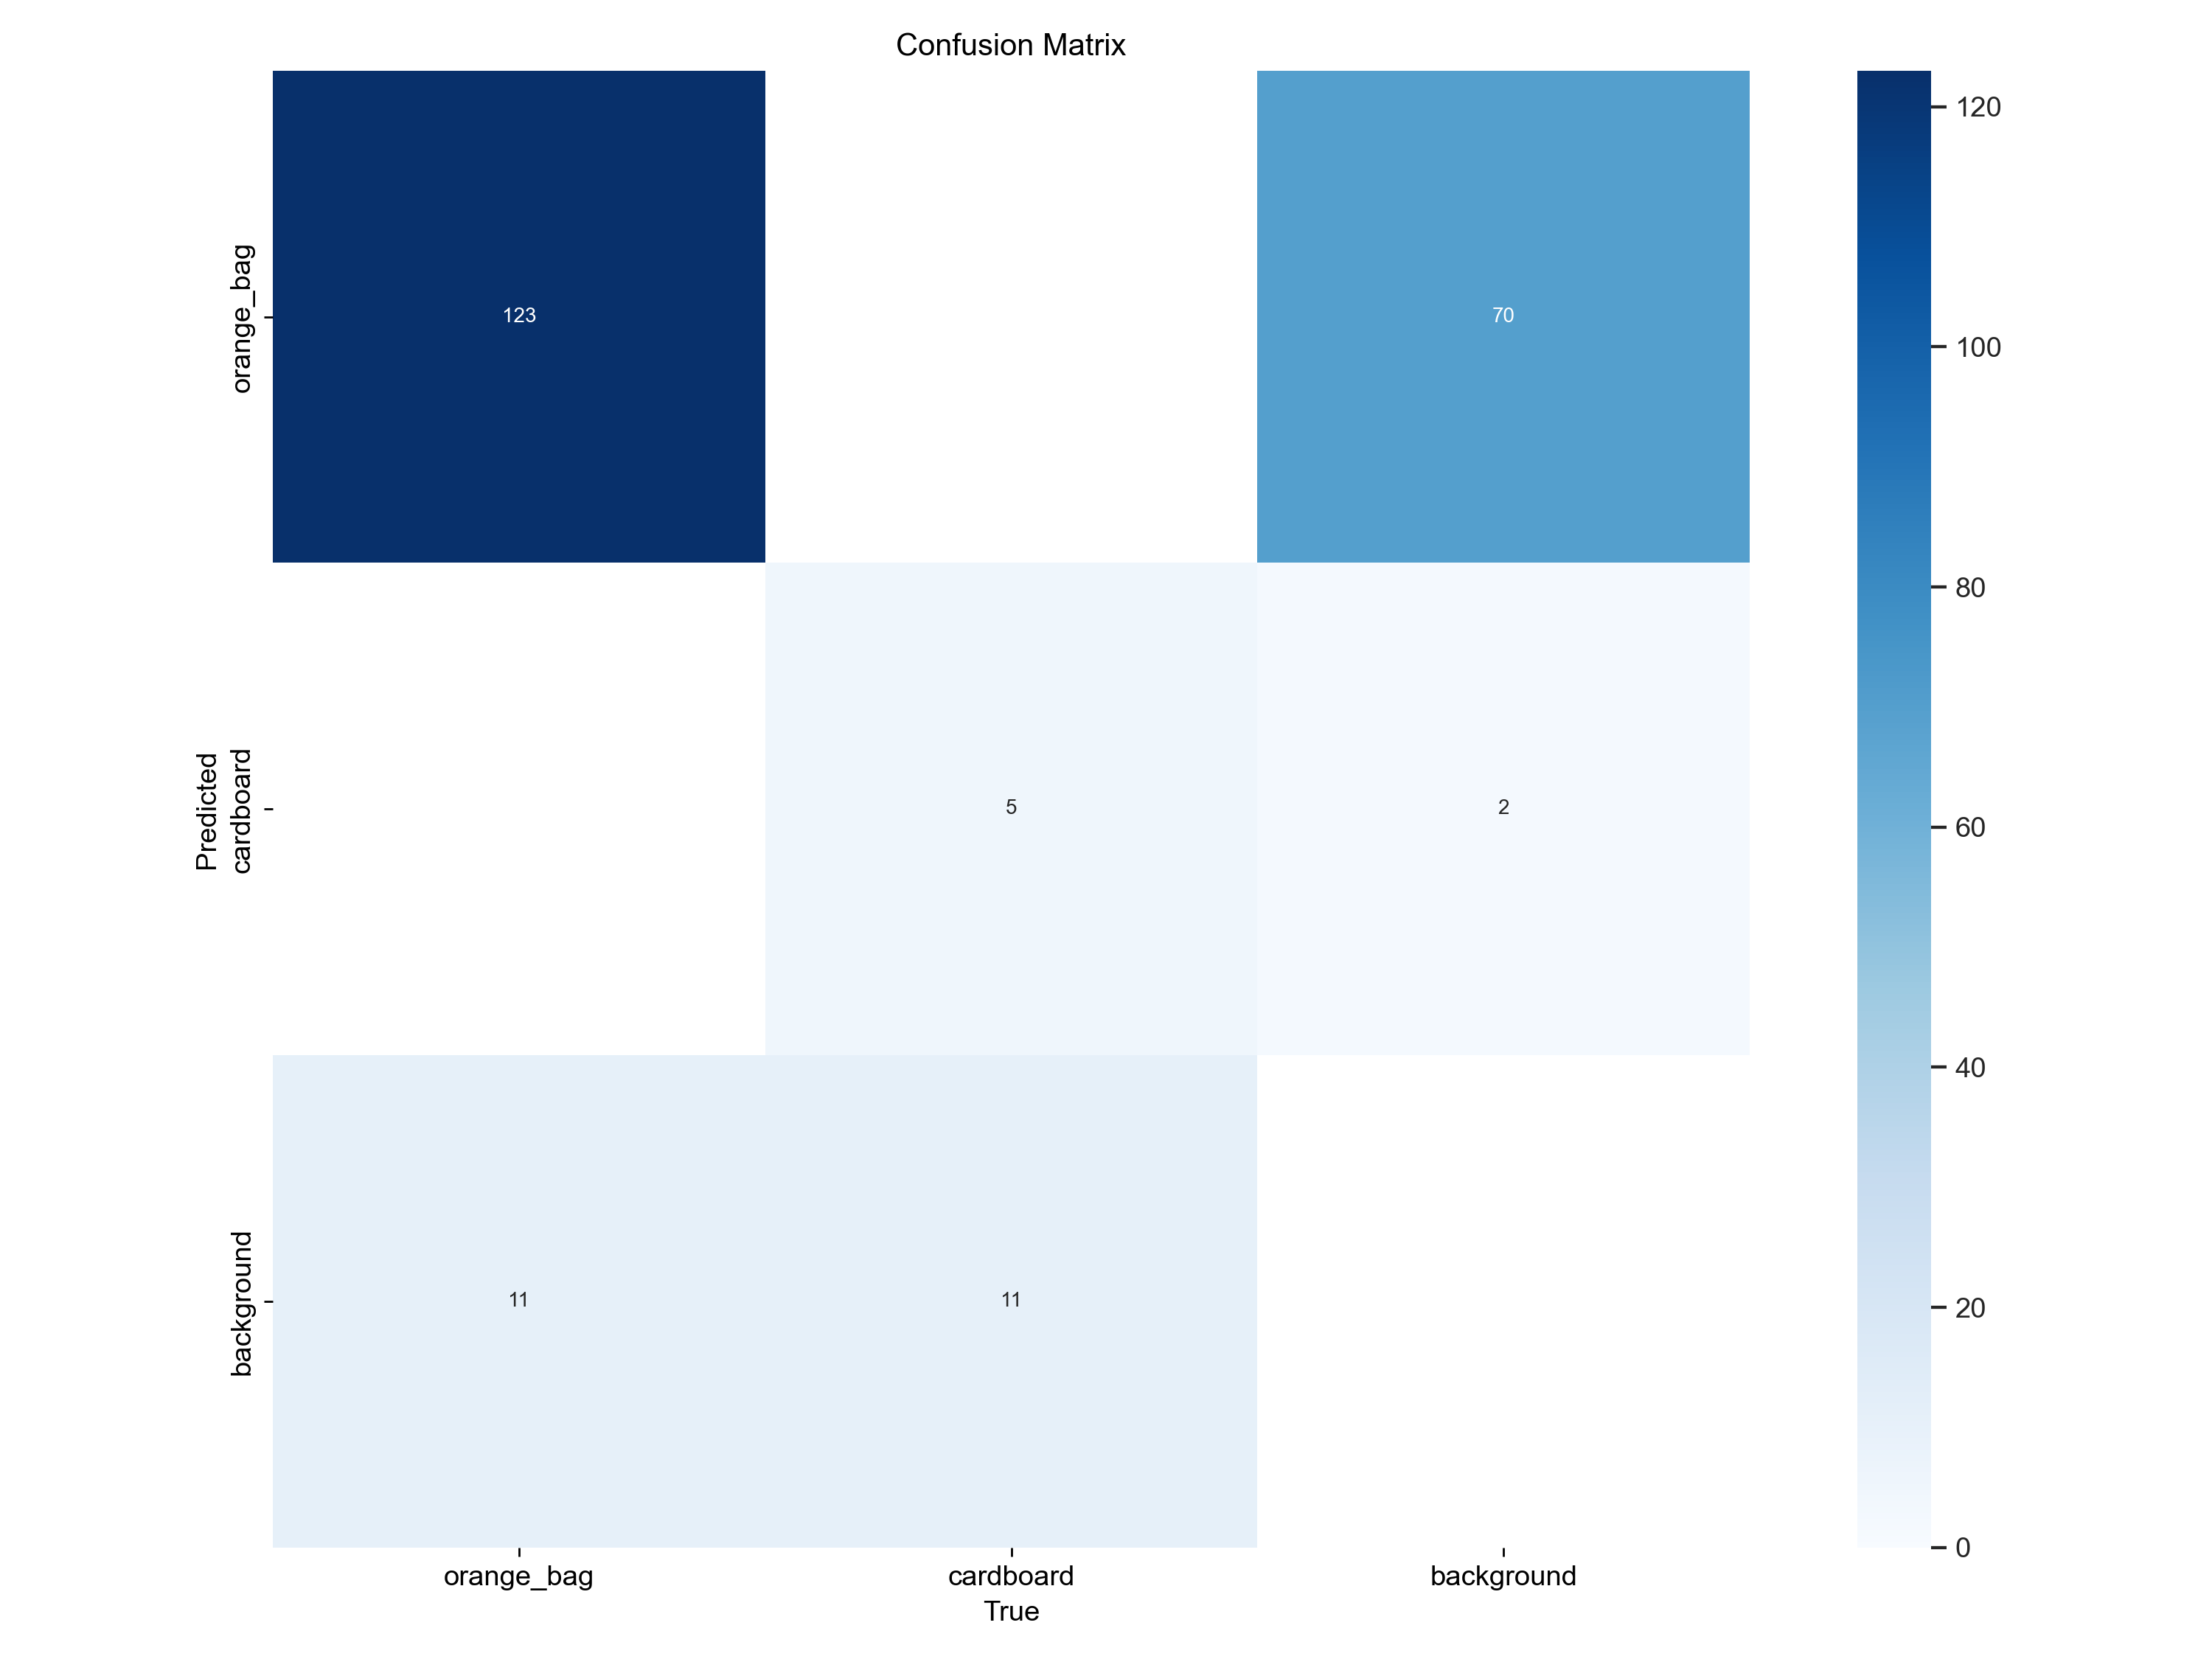 Confusion Matrix
orange_bag
123
70
120
100
80
Predicted
cardboard
5
2
60
40
background
11
11
20
0
orange_bag
cardboard
background
True